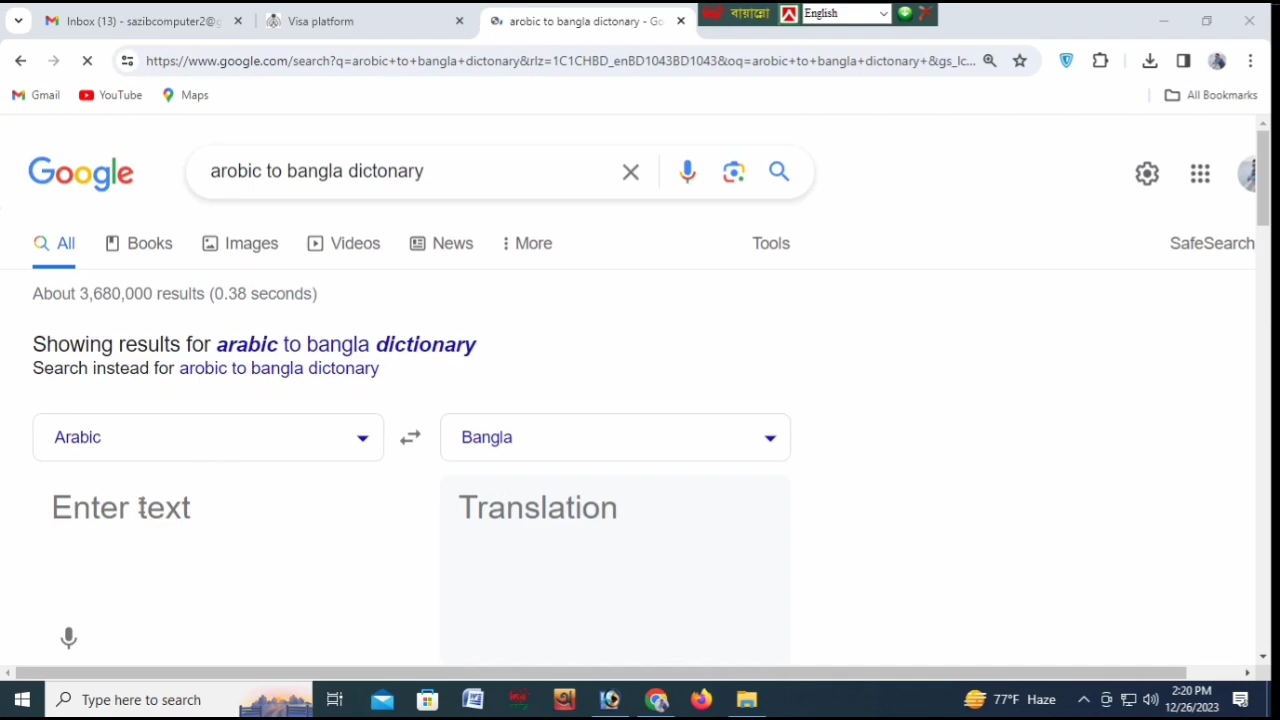 Inbox (13) - sazibcomputer2@g
Visa platform
arobic to bangla dictonary - Go
বায়ান্নো
English
https://www.google.com/search?q=arobic+to+bangla+dictonary&rlz=1C1CHBD_enBD1043BD1043&oq=arobic+to+bangla+dictonary+&gs_lc...
Gmail
YouTube
Maps
All Bookmarks
Google
arobic to bangla dictonary
All
Books
Images
Videos
News
More
Tools
SafeSearch
About 3,680,000 results (0.38 seconds)
Showing results for arabic to bangla dictionary
Search instead for arobic to bangla dictonary
Arabic
Bangla
Enter text
Translation
Type here to search
77°F Haze
2:20 PM
12/26/2023